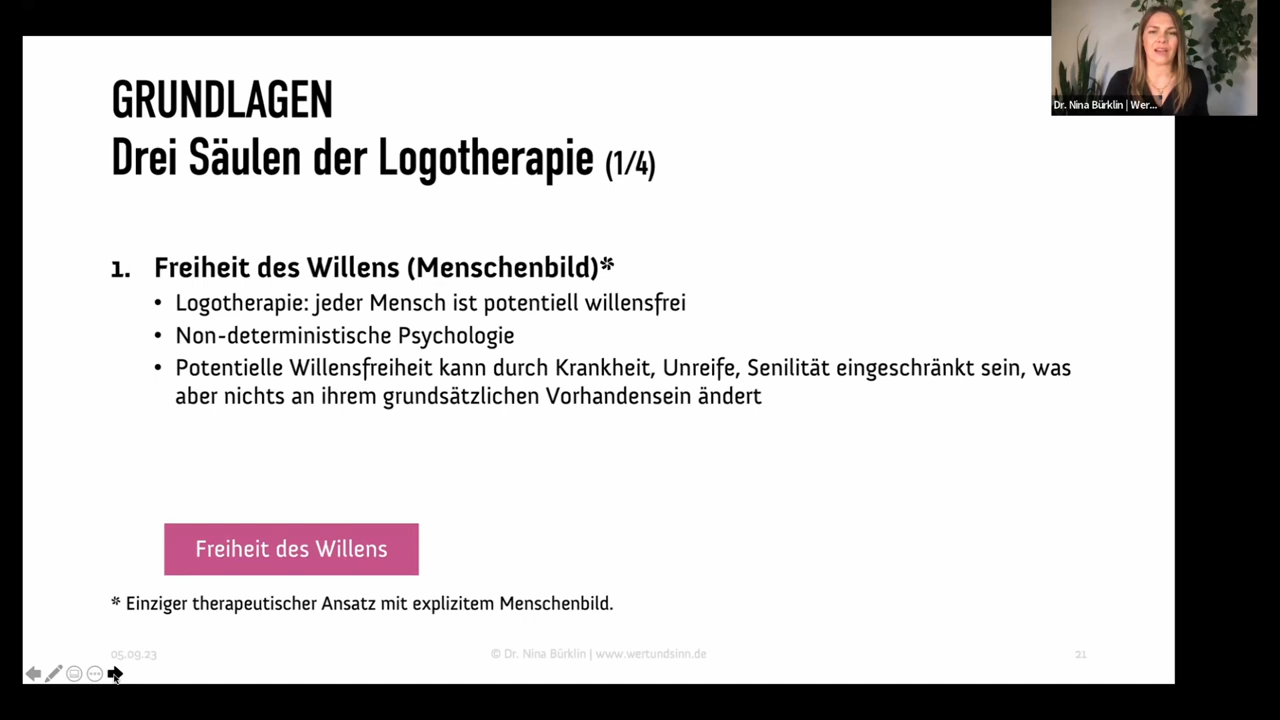 GRUNDLAGEN
Drei Säulen der Logotherapie (1/4)
Dr. Nina Bürklin | Wer...
1. Freiheit des Willens (Menschenbild)*
• Logotherapie: jeder Mensch ist potentiell willensfrei
• Non-deterministische Psychologie
• Potentielle Willensfreiheit kann durch Krankheit, Unreife, Senilität eingeschränkt sein, was
aber nichts an ihrem grundsätzlichen Vorhandensein ändert
Freiheit des Willens
* Einziger therapeutischer Ansatz mit explizitem Menschenbild.
05.09.23
© Dr. Nina Bürklin | www.wertundsinn.de
21